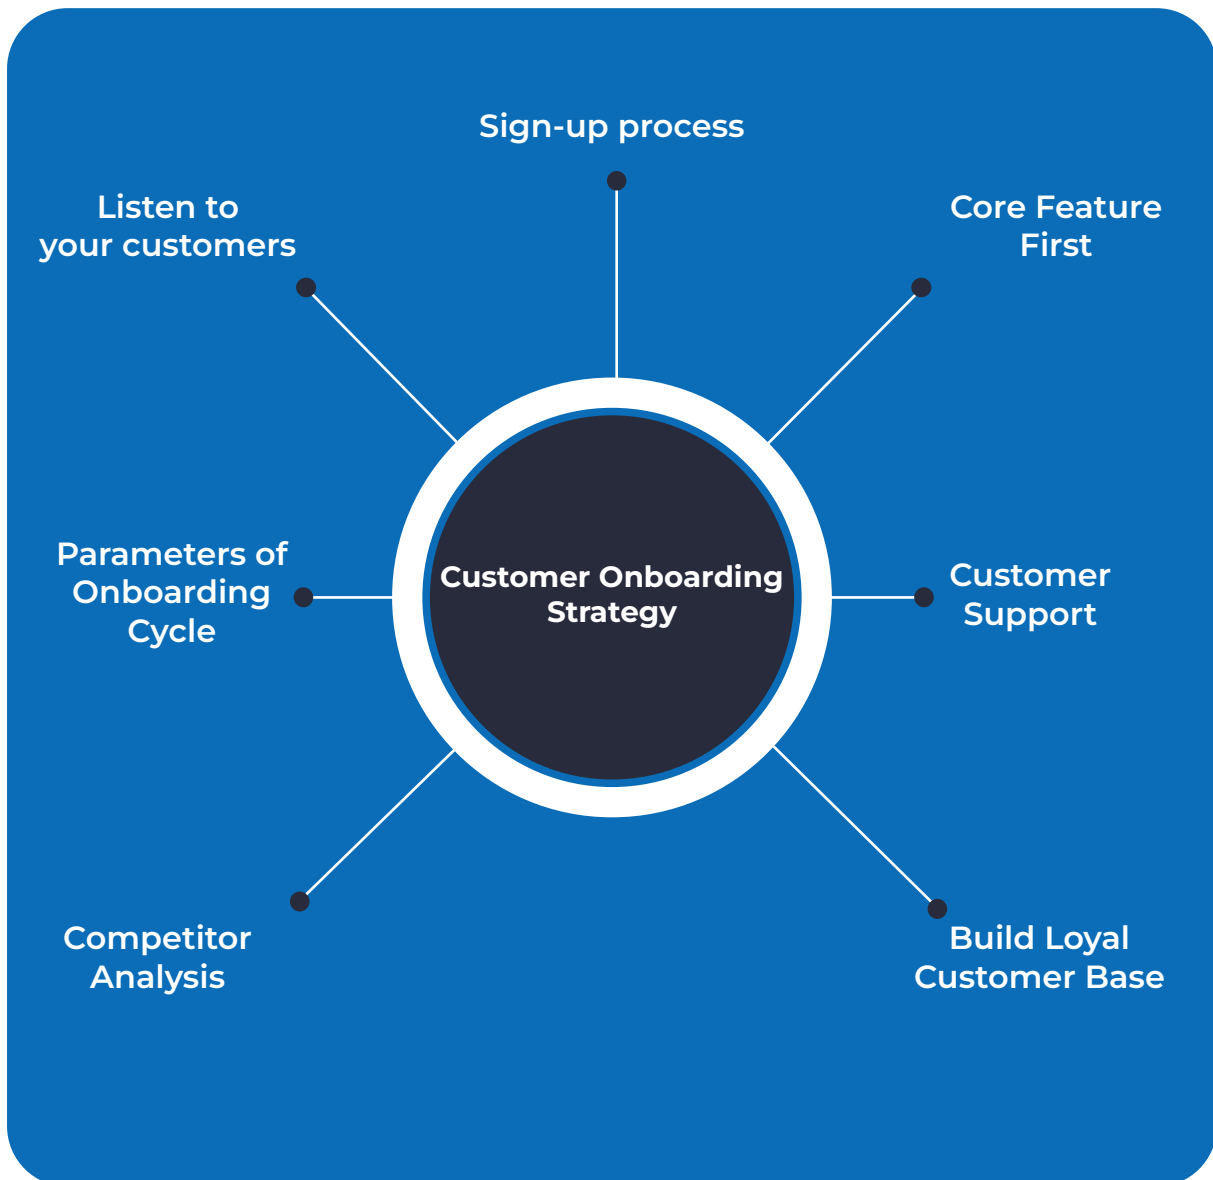 Sign-up process
Listen to
your customers
Core Feature
First
Parameters of
Onboarding
Cycle
Customer Onboarding
Strategy
Customer
Support
Competitor
Analysis
Build Loyal
Customer Base